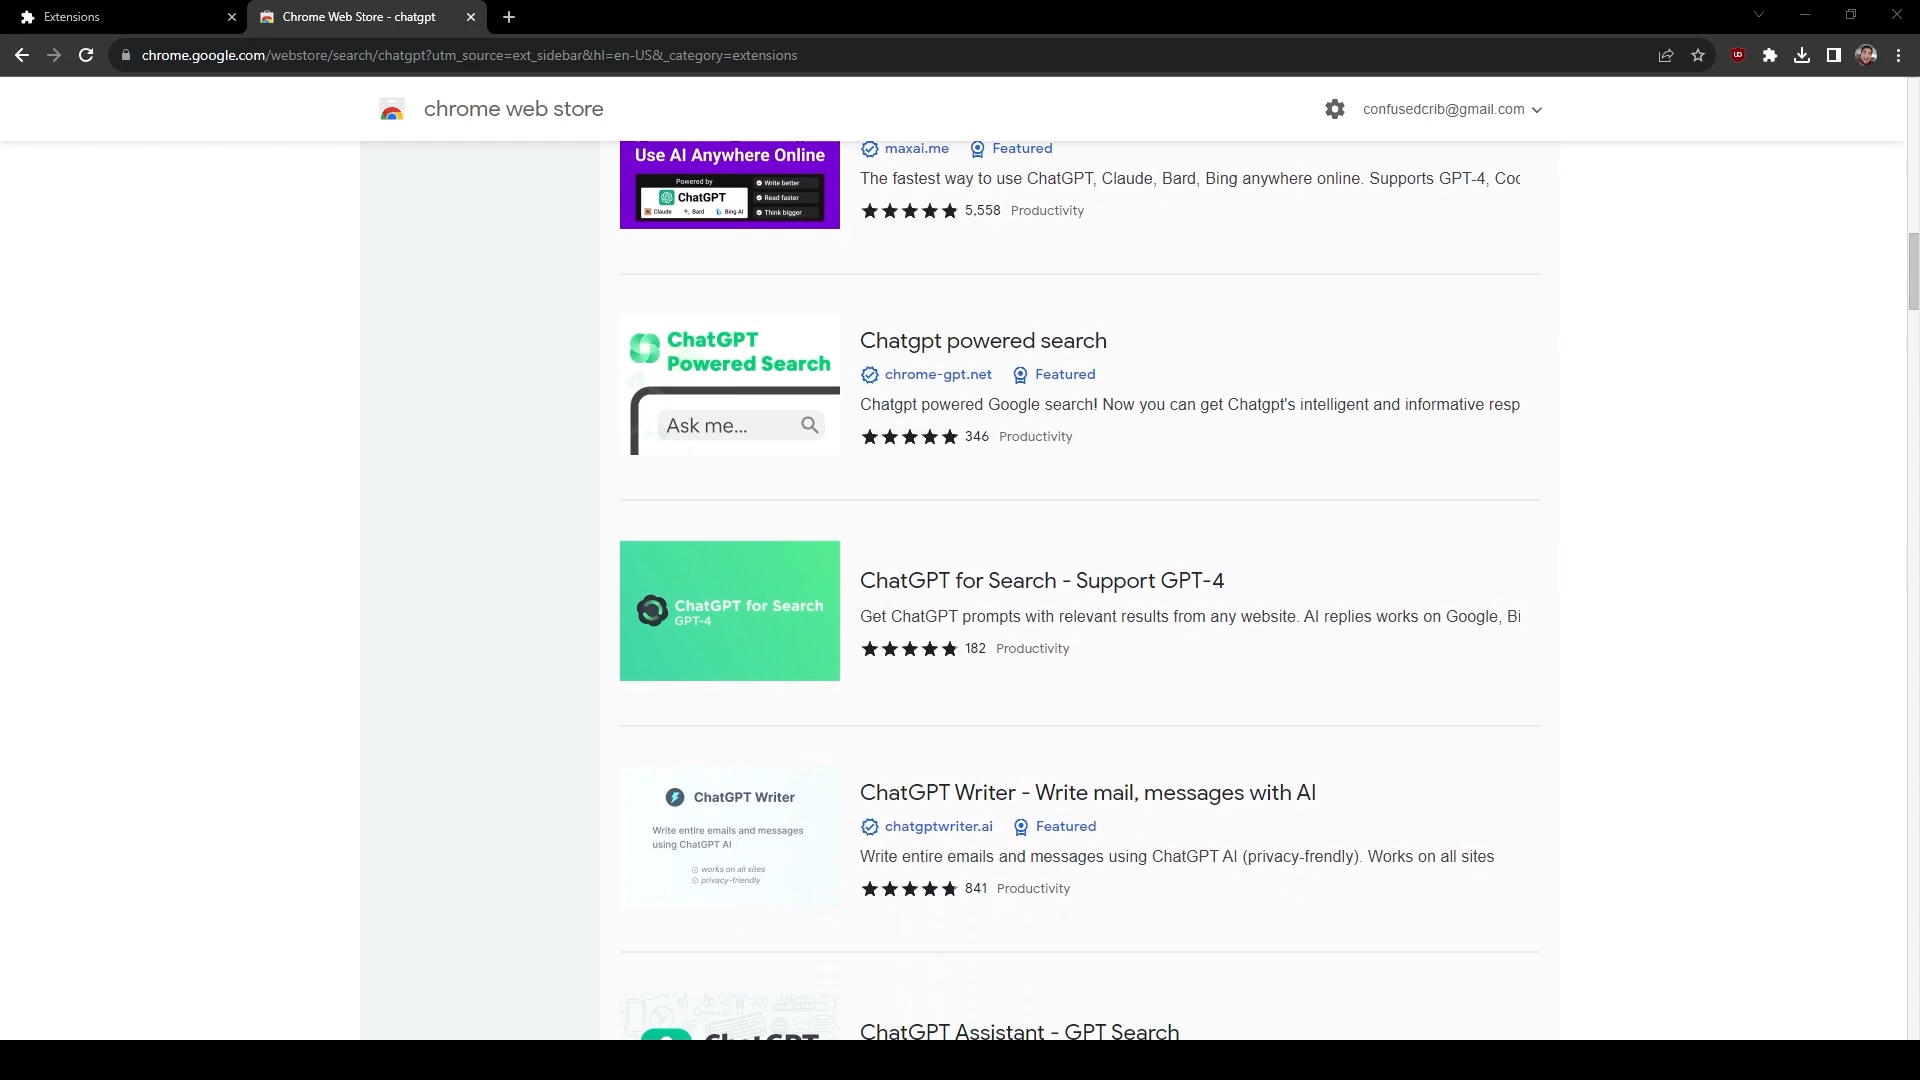 Extensions
Chrome Web Store - chatgpt
chrome.google.com/webstore/search/chatgpt?utm_source=ext_sidebar&hl=en-US&_category=extensions
chrome web store
confusedcrib@gmail.com
Use AI Anywhere Online
Powered by
ChatGPT
Claude
Bard
Bing AI
Write better
Read faster
Think bigger
maxai.me
Featured
The fastest way to use ChatGPT, Claude, Bard, Bing anywhere online. Supports GPT-4, Coc
5,558 Productivity
ChatGPT
Powered Search
Ask me...
Chatgpt powered search
chrome-gpt.net
Featured
Chatgpt powered Google search! Now you can get Chatgpt's intelligent and informative resp
346 Productivity
ChatGPT for Search
GPT-4
ChatGPT for Search - Support GPT-4
Get ChatGPT prompts with relevant results from any website. AI replies works on Google, Bi
182 Productivity
ChatGPT Writer
Write entire emails and messages
using ChatGPT AI
works on all sites
privacy-friendly
ChatGPT Writer - Write mail, messages with AI
chatgptwriter.ai
Featured
Write entire emails and messages using ChatGPT AI (privacy-frendly). Works on all sites
841 Productivity
ChatGPT
ChatGPT Assistant - GPT Search